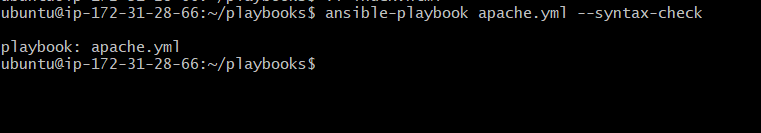 ubuntu@ip-172-31-28-66:~/playbooks$ ansible-playbook apache.yml --syntax-check
playbook: apache.yml
ubuntu@ip-172-31-28-66:~/playbooks$